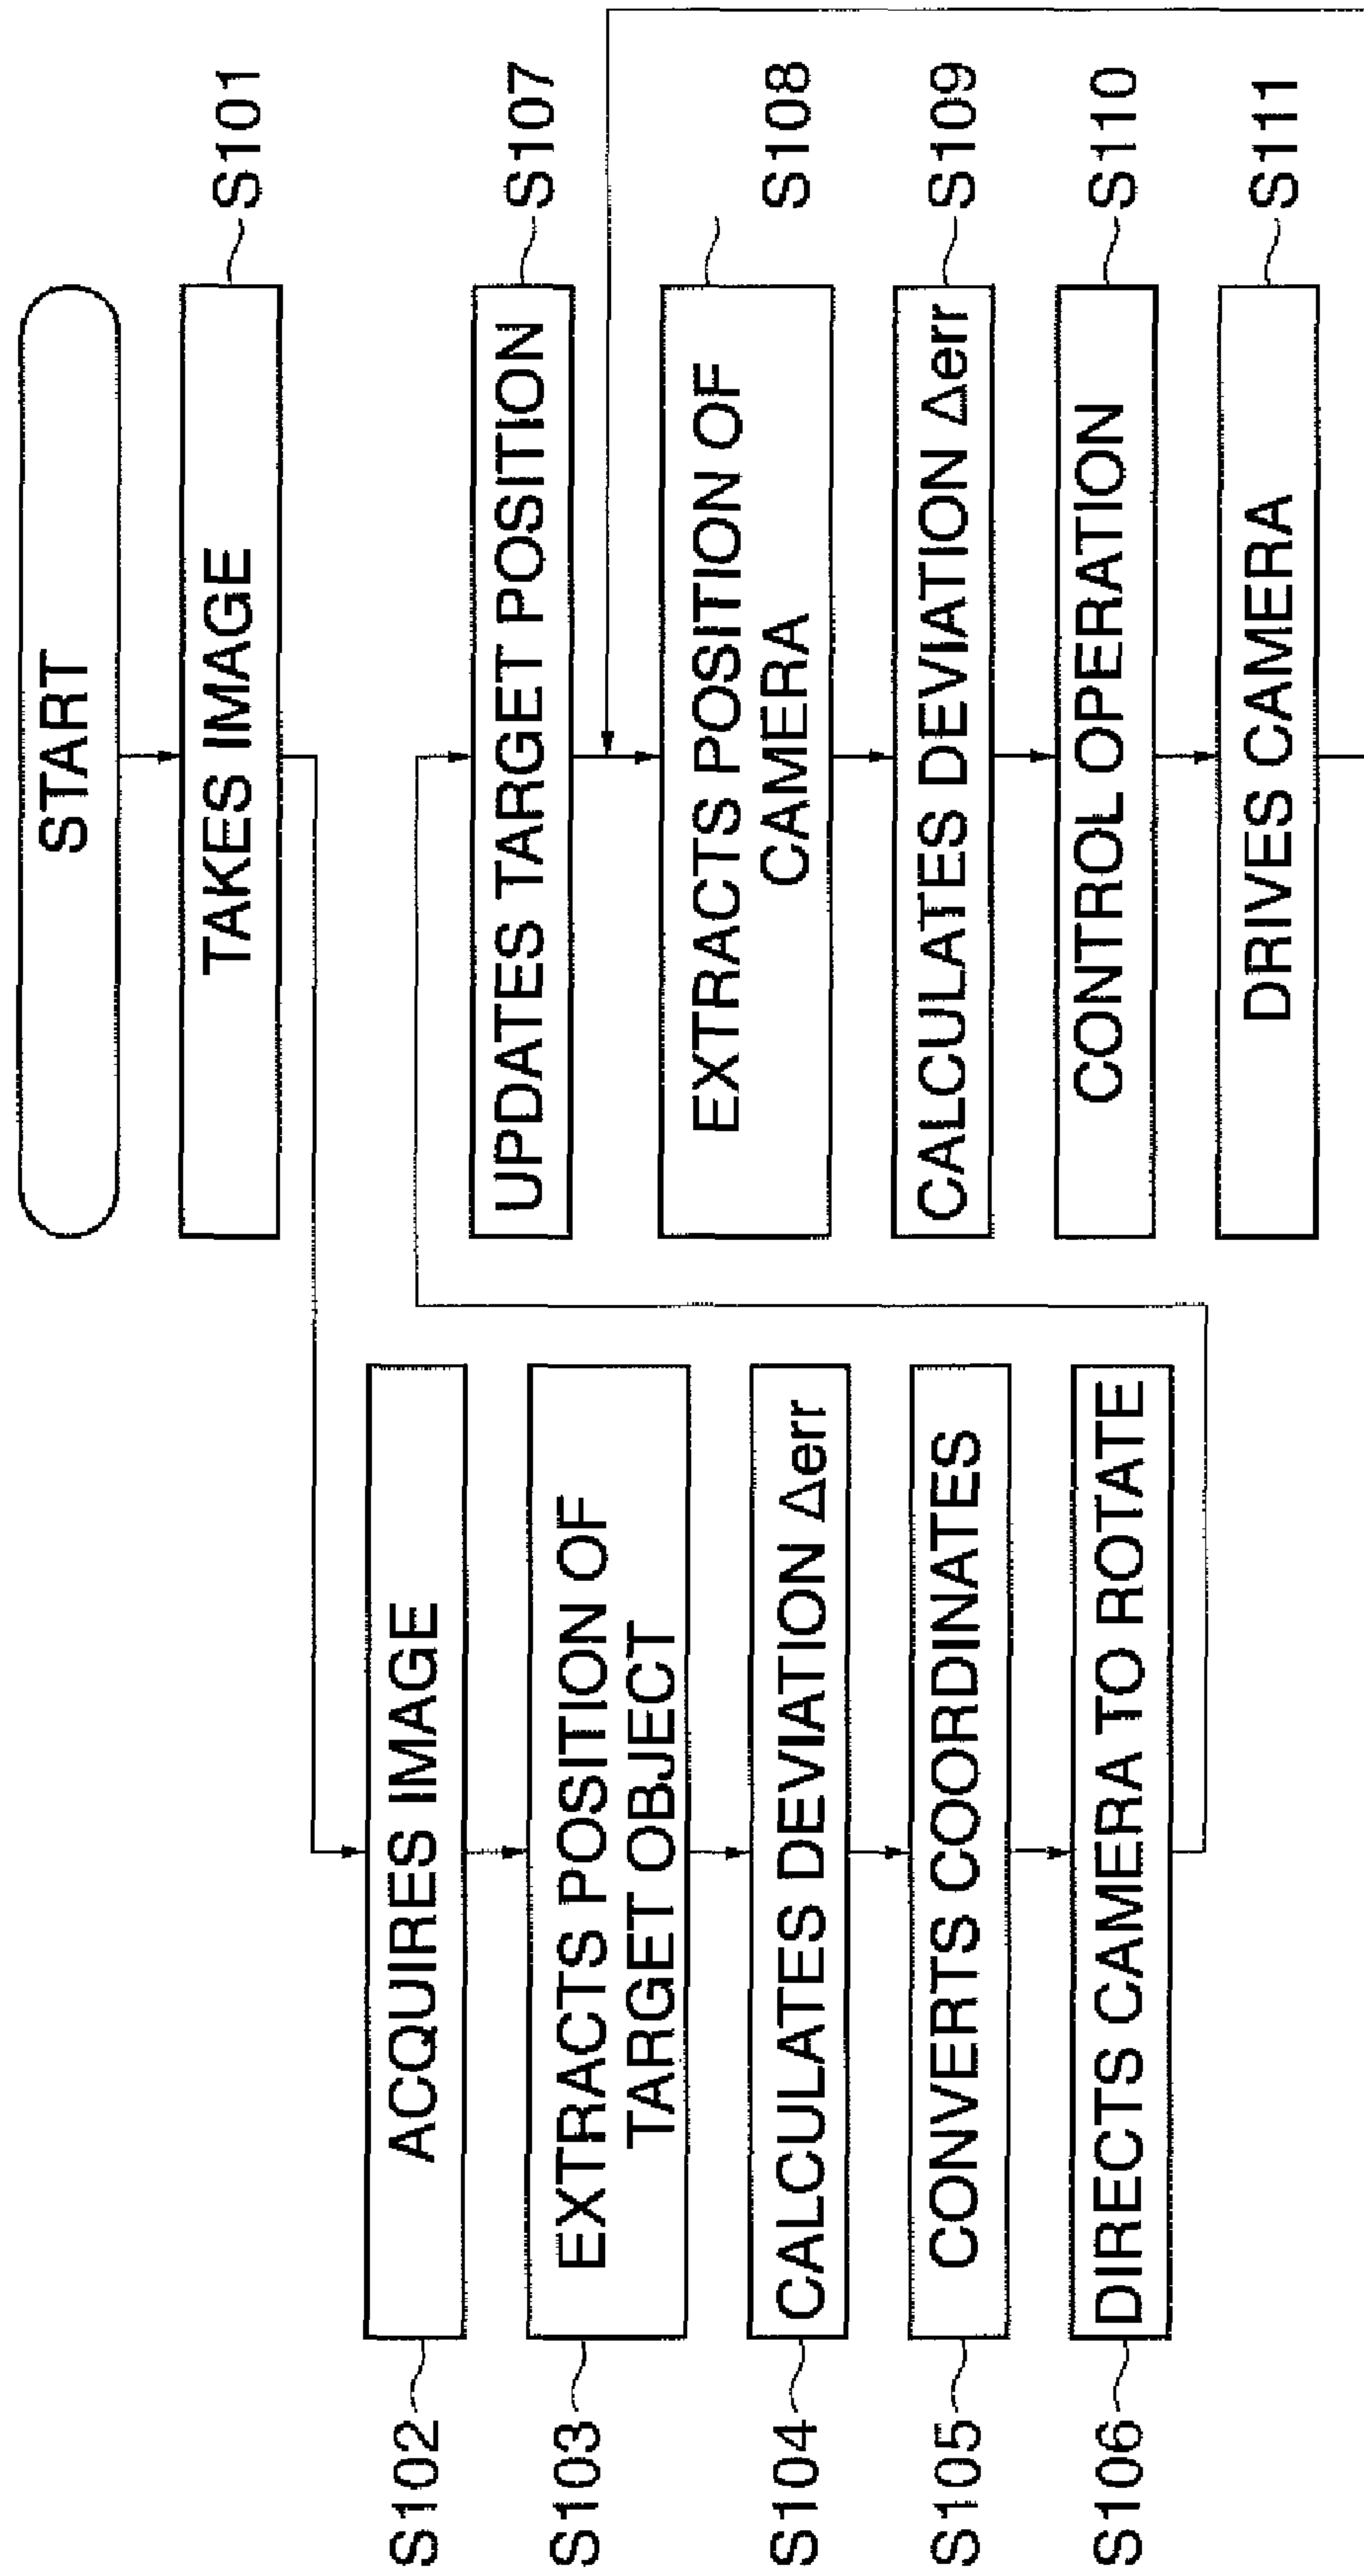 START
TAKES IMAGE
S101
S102
ACQUIRES IMAGE
S103
EXTRACTS POSITION OF
TARGET OBJECT
S104
CALCULATES DEVIATION Δerr
S105
CONVERTS COORDINATES
S106
DIRECTS CAMERA TO ROTATE
UPDATES TARGET POSITION
S107
EXTRACTS POSITION OF
CAMERA
S108
CALCULATES DEVIATION Δerr
S109
CONTROL OPERATION
S110
DRIVES CAMERA
S111